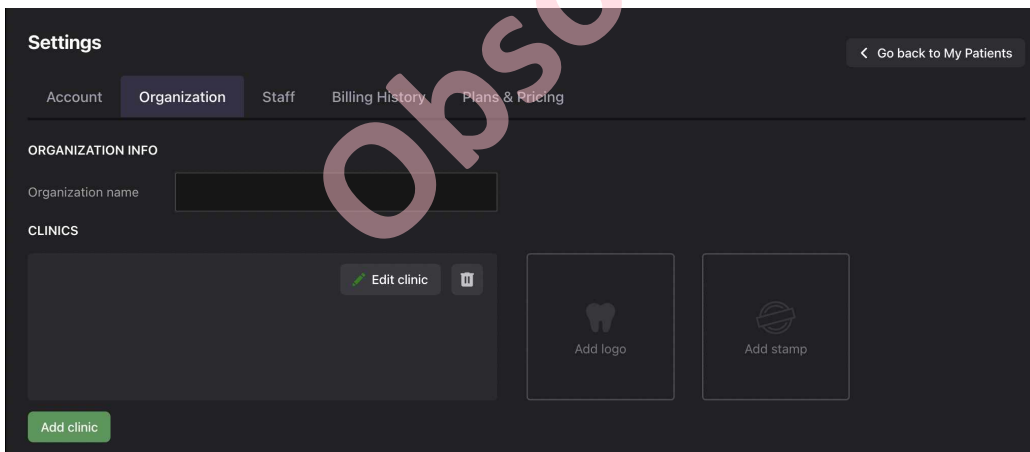 Settings
Go back to My Patients
Account Organization Staff Billing History Plans & Pricing
ORGANIZATION INFO
Organization name
CLINICS
Edit clinic
Add logo
Add stamp
Add clinic